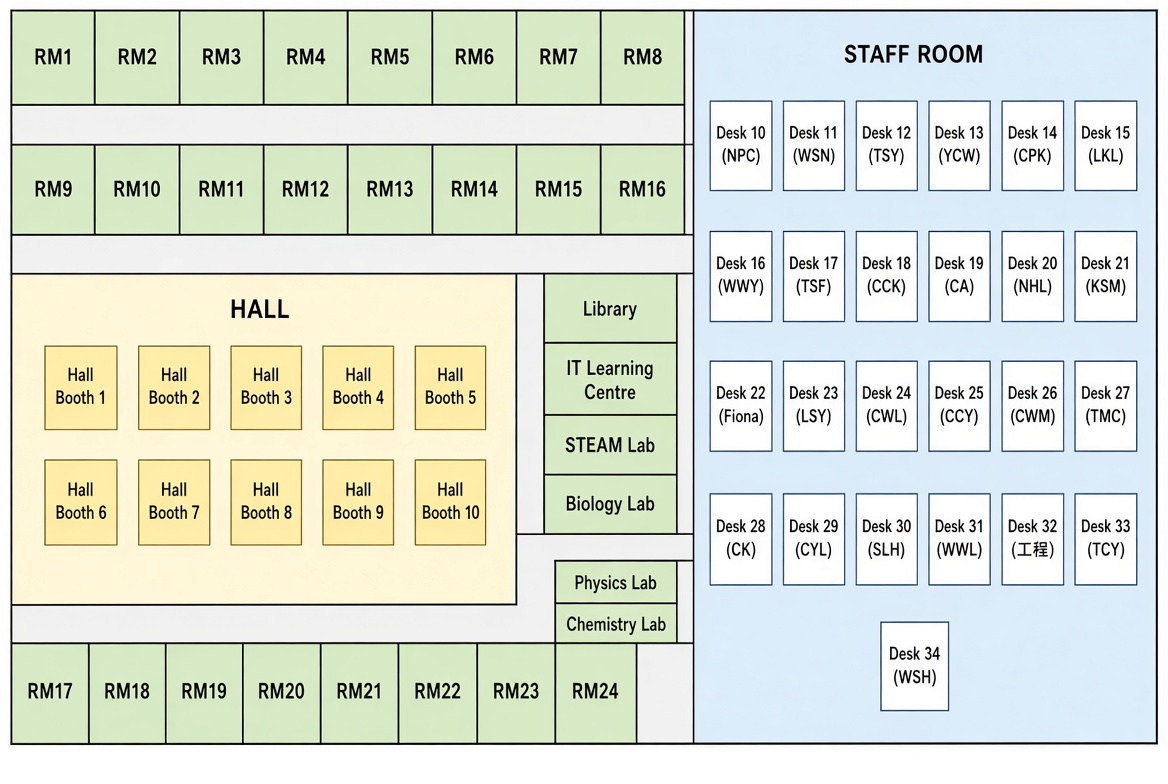 RM1
RM2
RM3
RM4
RM5
RM6
RM7
RM8
RM9
RM10
RM11
RM12
RM13
RM14
RM15
RM16
HALL
Hall
Booth 1
Hall
Booth 2
Hall
Booth 3
Hall
Booth 4
Hall
Booth 5
Hall
Booth 6
Hall
Booth 7
Hall
Booth 8
Hall
Booth 9
Hall
Booth 10
Library
IT Learning
Centre
STEAM Lab
Biology Lab
Physics Lab
Chemistry Lab
RM17
RM18
RM19
RM20
RM21
RM22
RM23
RM24
STAFF ROOM
Desk 10
(NPC)
Desk 11
(WSN)
Desk 12
(TSY)
Desk 13
(YCW)
Desk 14
(CPK)
Desk 15
(LKL)
Desk 16
(WWY)
Desk 17
(TSF)
Desk 18
(CCK)
Desk 19
(CA)
Desk 20
(NHL)
Desk 21
(KSM)
Desk 22
(Fiona)
Desk 23
(LSY)
Desk 24
(CWL)
Desk 25
(CCY)
Desk 26
(CWM)
Desk 27
(TMC)
Desk 28
(CK)
Desk 29
(CYL)
Desk 30
(SLH)
Desk 31
(WWL)
Desk 32
(工程)
Desk 33
(TCY)
Desk 34
(WSH)